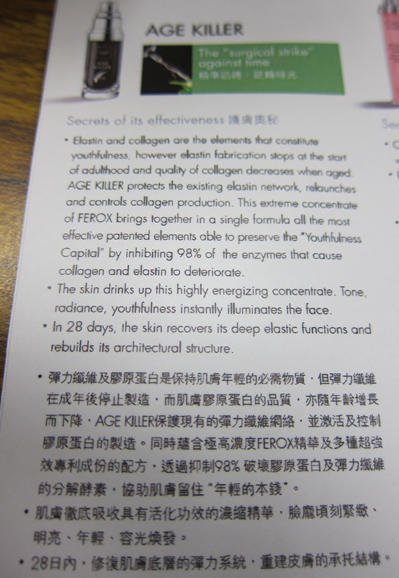 AGE KILLER
The "surgical strike"
against time
Secrets of its effectiveness 護膚奧秘
• Elastin and collagen are the elements that constitute
youthfulness, however elastin fabrication stops at the start
of adulthood and quality of collagen decreases when aged.
AGE KILLER protects the existing elastin network, relaunches
and controls collagen production. This extreme concentrate
of FEROX brings together in a single formula all the most
effective patented elements able to preserve the "Youthfulness
Capital" by inhibiting 98% of the enzymes that cause
collagen and elastin to deteriorate.
• The skin drinks up this highly energizing concentrate. Tone,
radiance, youthfulness instantly illuminates the face.
• In 28 days, the skin recovers its deep elastic functions and
rebuilds its architectural structure.
• 彈力纖維及膠原蛋白是保持肌膚年輕的必需物質，但彈力纖維
在成年後停止製造，而肌膚膠原蛋白的品質，亦隨年齡增長
而下降，AGE KILLER保護現有的彈力纖維網絡，並激活及控制
膠原蛋白的製造。同時蘊含極高濃度FEROX精華及多種超強
效專利成份的配方，透過抑制98% 破壞膠原蛋白及彈力纖維
的分解酵素，協助肌膚留住“年輕的本錢”。
• 肌膚徹底吸收具有活化功效的濃縮精華，臉龐頃刻緊緻、
明亮、年輕、容光煥發。
• 28日內，修復肌膚底層的彈力系統，重建皮膚的承托結構。